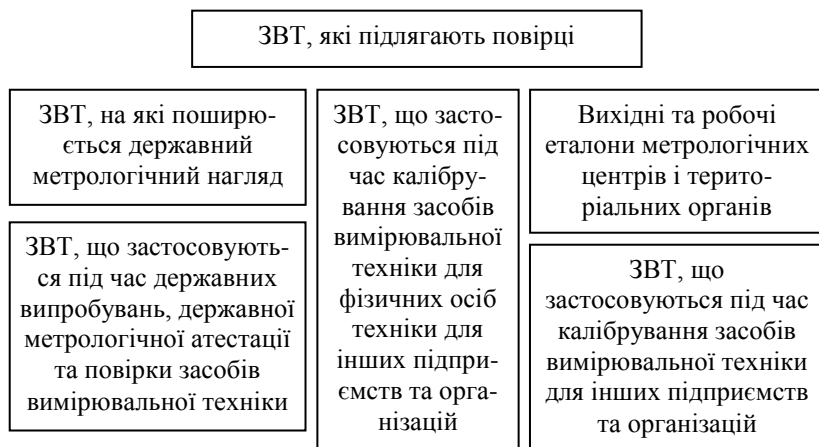 ЗВТ, які підлягають повірці
ЗВТ, на які поширю-
ється державний
метрологічний нагляд
ЗВТ, що застосовують-
ся під час державних
випробувань, державної
метрологічної атестації
та повірки засобів
вимірювальної техніки
ЗВТ, що засто-
совуються під
час калібру-
вання засобів
вимірювальної
техніки для
фізичних осіб
техніки для
інших підпри-
ємств та орга-
нізацій
Вихідні та робочі
еталони метрологічних
центрів і терито-
ріальних органів
ЗВТ, що
застосовуються під час
калібрування засобів
вимірювальної техніки
для інших підприємств
та організацій